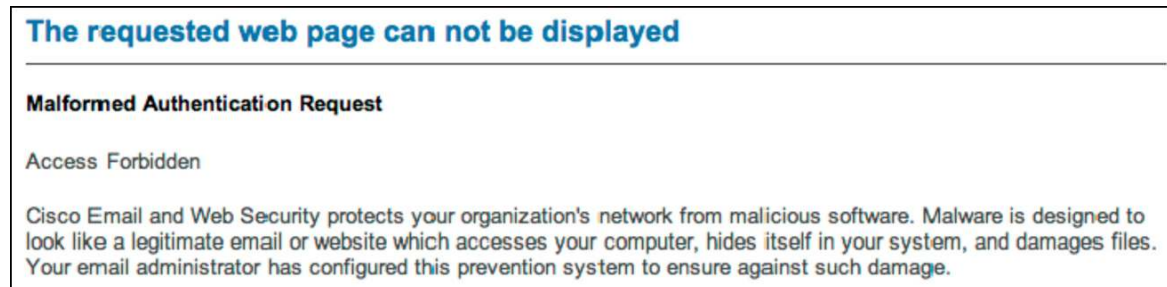 The requested web page can not be displayed
Malformed Authentication Request
Access Forbidden
Cisco Email and Web Security protects your organization's network from malicious software. Malware is designed to
look like a legitimate email or website which accesses your computer, hides itself in your system, and damages files.
Your email administrator has configured this prevention system to ensure against such damage.